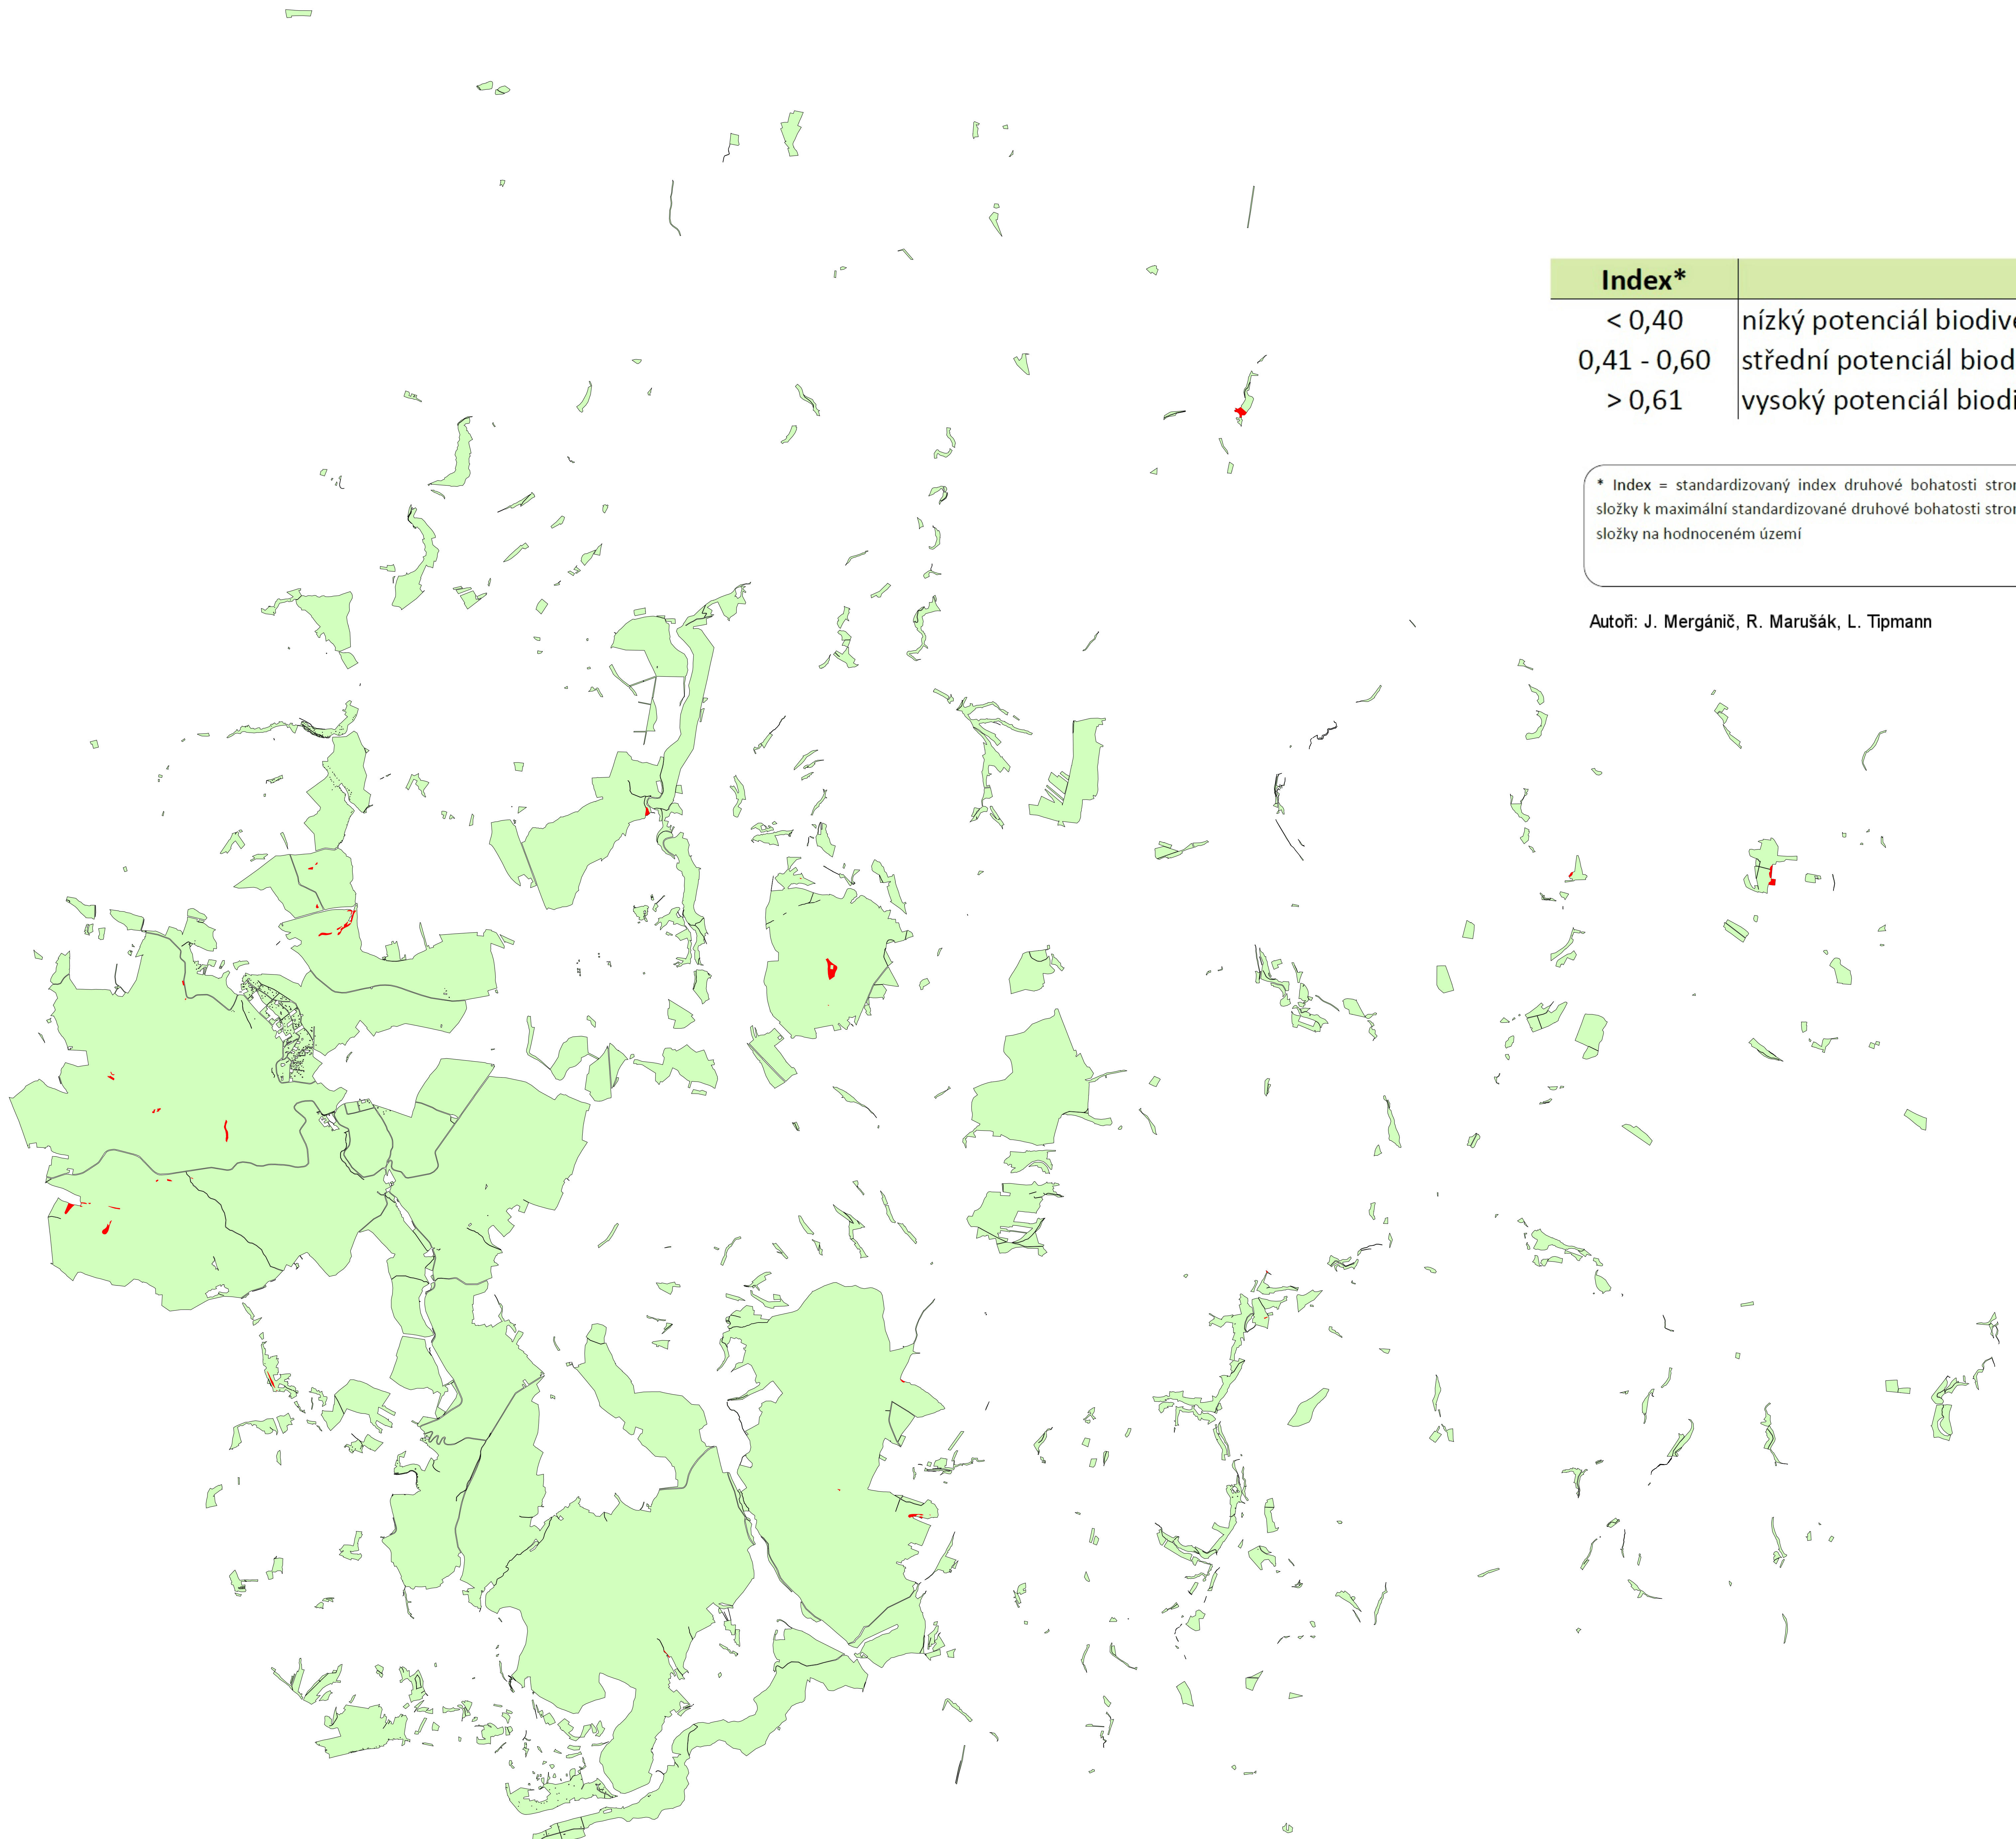 Index*
< 0,40 nízký potenciál
0,41 - 0,60 střední potenciál
> 0,61 vysoký potenciál
* Index = standardizovaný index druhové bohatosti
složky k maximální standardizované druhové bohatosti
složky na hodnoceném území
Autoři: J. Mergánič, R. Marušák, L. Tipmann